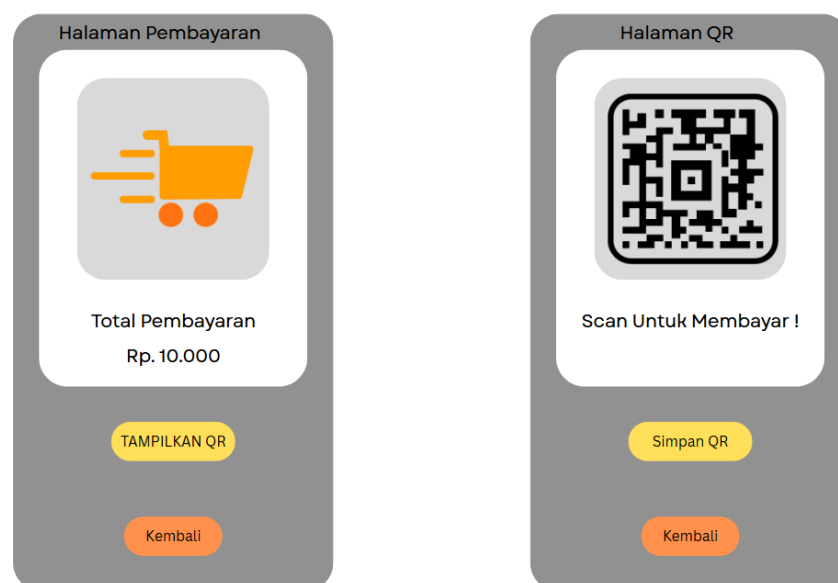 Halaman Pembayaran
Total Pembayaran
Rp. 10.000
TAMPILKAN QR
Kembali
Halaman QR
Scan Untuk Membayar !
Simpan QR
Kembali